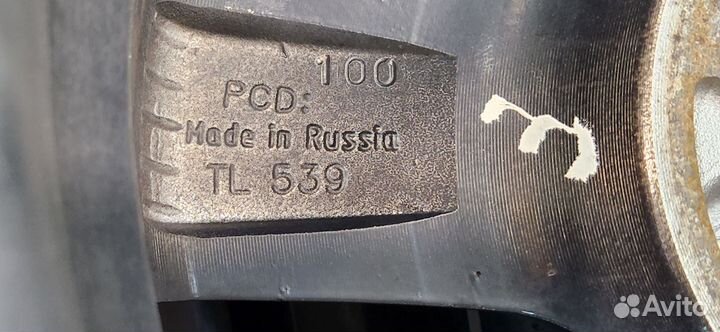 100
PCD:
Made in Russia
TL 539
Avito